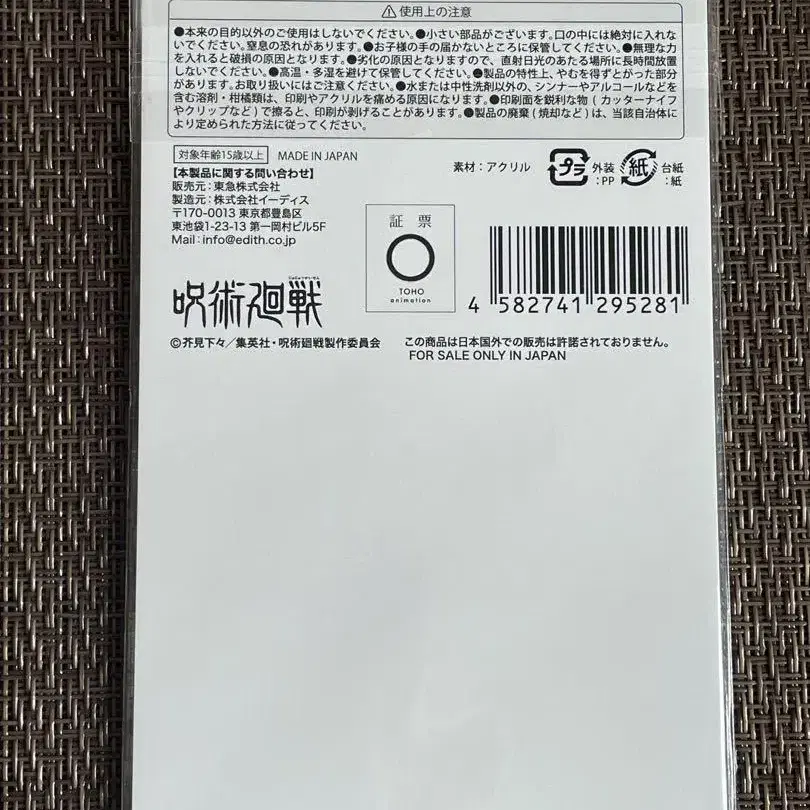 ⚠使用上の注意
●本来の目的以外のご使用はしないでください。●小さい部品がございます。口の中には絶対に入れな
いでください。窒息の恐れがあります。●お子様の手の届かないところに保管してください。●無理な力
を入れると破損の原因となります。●劣化の原因となりますので、直射日光のあたる場所に長時間放置
しないでください。●高温・多湿を避けて保管してください。●製品の特性上、やむを得ずとがった部分
があります。お取り扱いにはご注意ください。●水または中性洗剤以外の、シンナーやアルコールなどを
含む溶剤・柑橘類は、印刷やアクリルを痛める原因になります。●印刷面を鋭利な物 ( カッターナイフ
やクリップなど ) で擦ると、印刷が剥げることがあります。●製品の廃棄 ( 焼却など ) は、当該自治体に
より定められた方法に従ってください。
対象年齢15歳以上 MADE IN JAPAN
【本製品に関する問い合わせ】
販売元:東急株式会社
製造元:株式会社イーディス
〒170-0013 東京都豊島区
東池袋1-23-13 第一岡村ビル5F
Mail:info@edith.co.jp
素材:アクリル
プラ 外装:PP
紙 台紙:紙
証票
TOHO
animation
4 582741 295281
じゅじゅつかいせん
呪術廻戦
©芥見下々/集英社・呪術廻戦製作委員会
この商品は日本国外での販売は許諾されておりません。
FOR SALE ONLY IN JAPAN